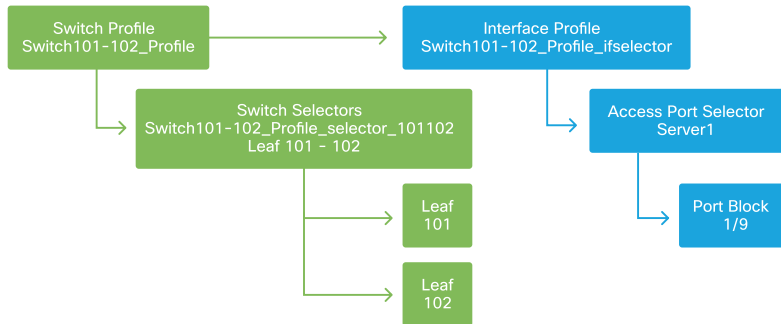 Switch Profile
Switch101-102_Profile
Interface Profile
Switch101-102_Profile_ifselector
Switch Selectors
Switch101-102_Profile_selector_101102
Leaf 101 - 102
Access Port Selector
Server1
Leaf
101
Port Block
1/9
Leaf
102